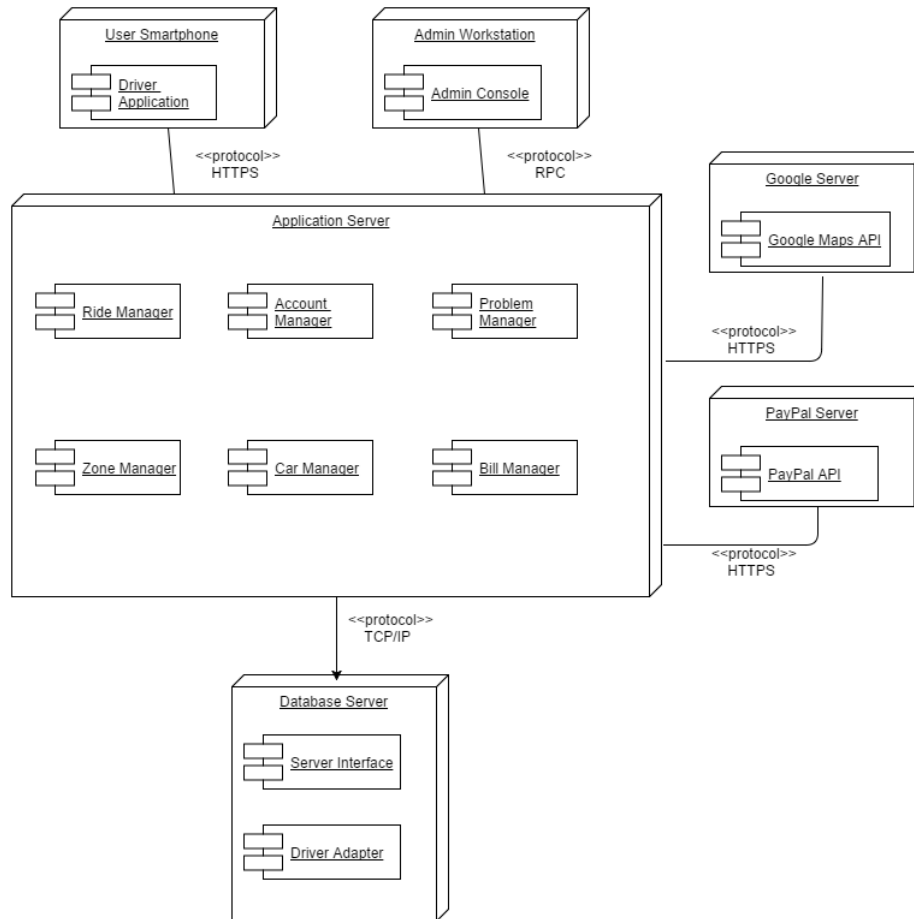 User Smartphone
Driver
Application
Admin Workstation
Admin Console
<<protocol>>
HTTPS
<<protocol>>
RPC
Google Server
Google Maps API
Application Server
Ride Manager
Account
Manager
Problem
Manager
<<protocol>>
HTTPS
PayPal Server
PayPal API
Zone Manager
Car Manager
Bill Manager
<<protocol>>
HTTPS
<<protocol>>
TCP/IP
Database Server
Server Interface
Driver Adapter